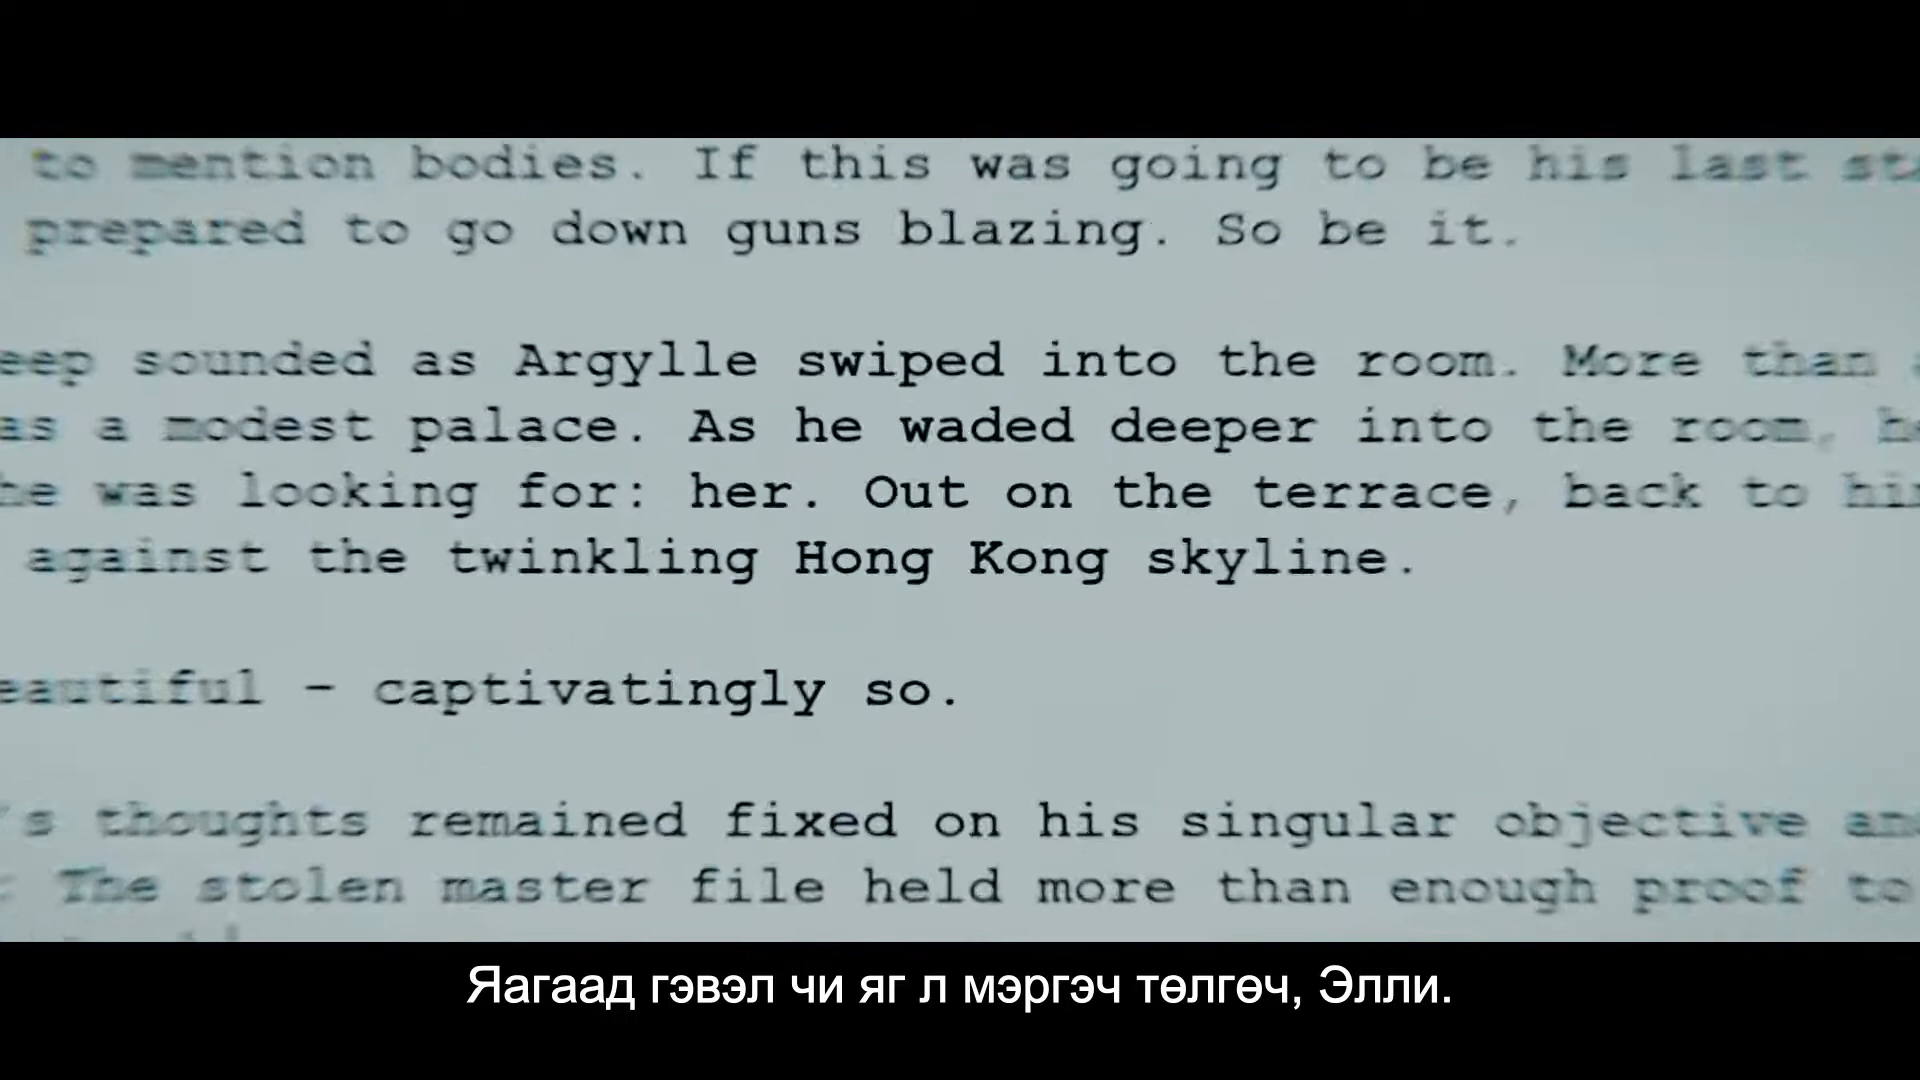 to mention bodies. If this was going to be his last
prepared to go down guns blazing. So be it.
sounded as Argylle swiped into the room. More than
as a modest palace. As he waded deeper into the room,
he was looking for: her. Out on the terrace, back to
against the twinkling Hong Kong skyline.
– captivatingly so.
's thoughts remained fixed on his singular objective
The stolen master file held more than enough proof to
Яагаад гэвэл чи яг л мэргэч төлгөч, Элли.